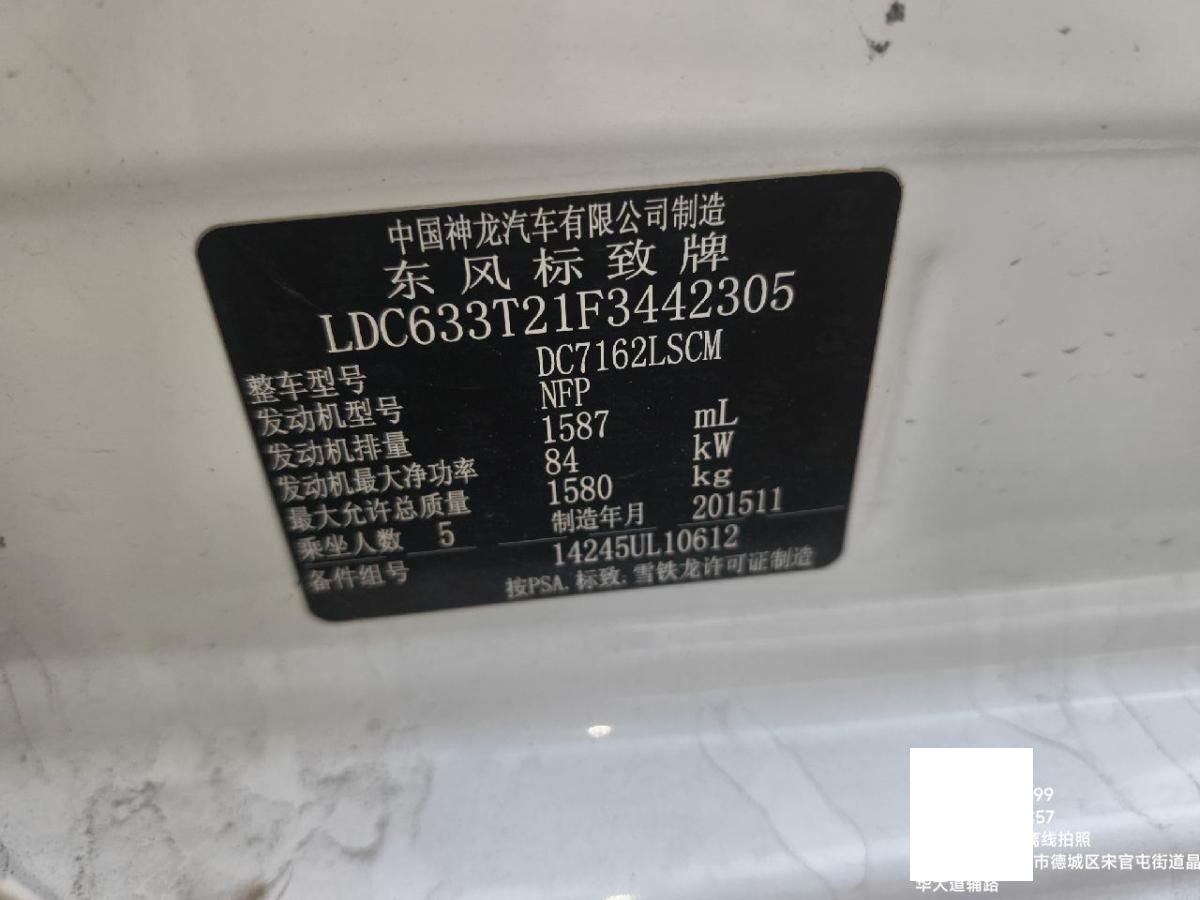 中国神龙汽车有限公司制造
东风标致牌
LDC633T21F3442305
整车型号 DC7162LSCM
发动机型号 NFP
发动机排量 1587 mL
发动机最大净功率 84 kW
最大允许总质量 1580 kg
乘坐人数 5 制造年月 201511
备件组号 14245UL10612
按PSA.标致.雪铁龙许可证制造
99
57
离线拍照
市德城区宋官屯街道晶
华大道辅路